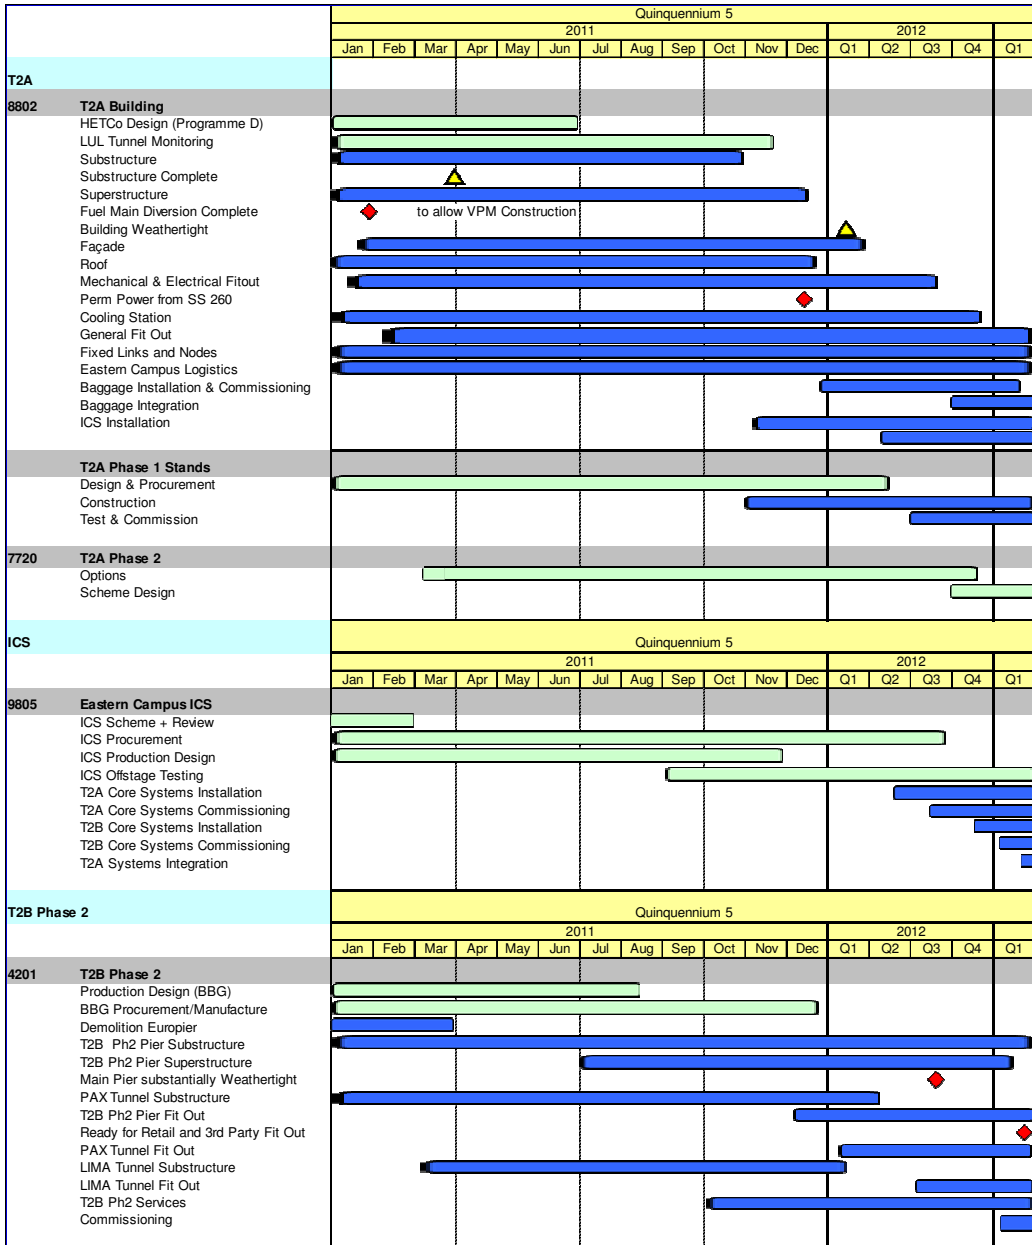 Quinquennium 5
2011 2012
Jan Feb Mar Apr May Jun Jul Aug Sep Oct Nov Dec Q1 Q2 Q3 Q4 Q1
T2A
8802 T2A Building
HETCo Design (Programme D)
LUL Tunnel Monitoring
Substructure
Substructure Complete
Superstructure
Fuel Main Diversion Complete to allow VPM Construction
Building Weathertight
Façade
Roof
Mechanical & Electrical Fitout
Perm Power from SS 260
Cooling Station
General Fit Out
Fixed Links and Nodes
Eastern Campus Logistics
Baggage Installation & Commissioning
Baggage Integration
ICS Installation
T2A Phase 1 Stands
Design & Procurement
Construction
Test & Commission
7720 T2A Phase 2
Options
Scheme Design
ICS Quinquennium 5
2011 2012
Jan Feb Mar Apr May Jun Jul Aug Sep Oct Nov Dec Q1 Q2 Q3 Q4 Q1
9805 Eastern Campus ICS
ICS Scheme + Review
ICS Procurement
ICS Production Design
ICS Offstage Testing
T2A Core Systems Installation
T2A Core Systems Commissioning
T2B Core Systems Installation
T2B Core Systems Commissioning
T2A Systems Integration
T2B Phase 2 Quinquennium 5
2011 2012
Jan Feb Mar Apr May Jun Jul Aug Sep Oct Nov Dec Q1 Q2 Q3 Q4 Q1
4201 T2B Phase 2
Production Design (BBG)
BBG Procurement/Manufacture
Demolition Europier
T2B Ph2 Pier Substructure
T2B Ph2 Pier Superstructure
Main Pier substantially Weathertight
PAX Tunnel Substructure
T2B Ph2 Pier Fit Out
Ready for Retail and 3rd Party Fit Out
PAX Tunnel Fit Out
LIMA Tunnel Substructure
LIMA Tunnel Fit Out
T2B Ph2 Services
Commissioning